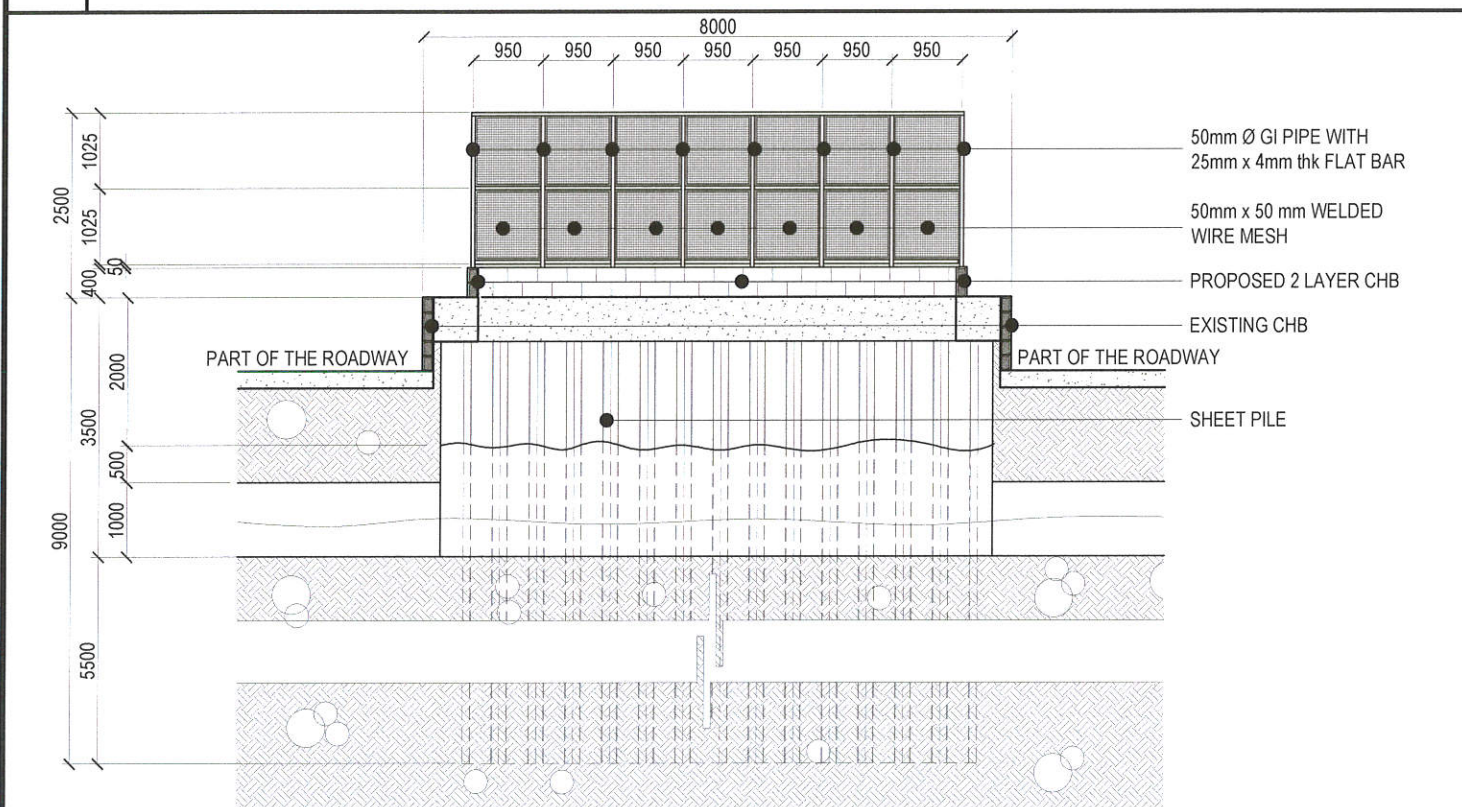 8000
950 950 950 950 950 950 950
2500
1025
1025
50
400
50mm Ø GI PIPE WITH
25mm x 4mm thk FLAT BAR
50mm x 50 mm WELDED
WIRE MESH
PROPOSED 2 LAYER CHB
EXISTING CHB
PART OF THE ROADWAY
PART OF THE ROADWAY
SHEET PILE
9000
3500
2000
500
1000
5500